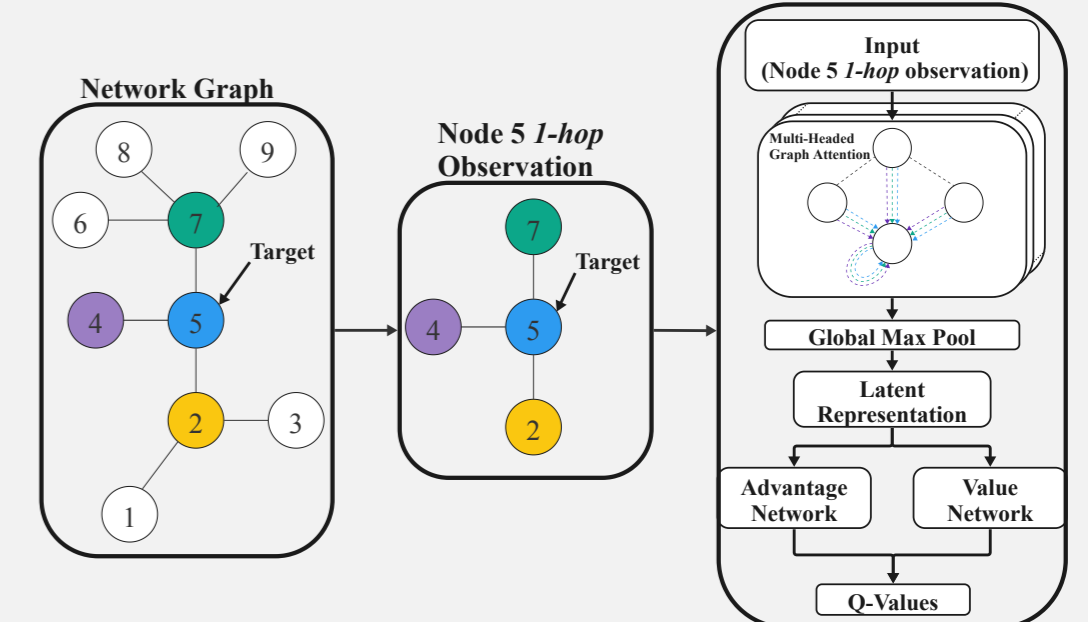 Network Graph
8
9
6
7
Target
4
5
2
3
1
Node 5 1-hop
Observation
7
Target
4
5
2
Input
(Node 5 1-hop observation)
Multi-Headed
Graph Attention
Global Max Pool
Latent
Representation
Advantage
Network
Value
Network
Q-Values